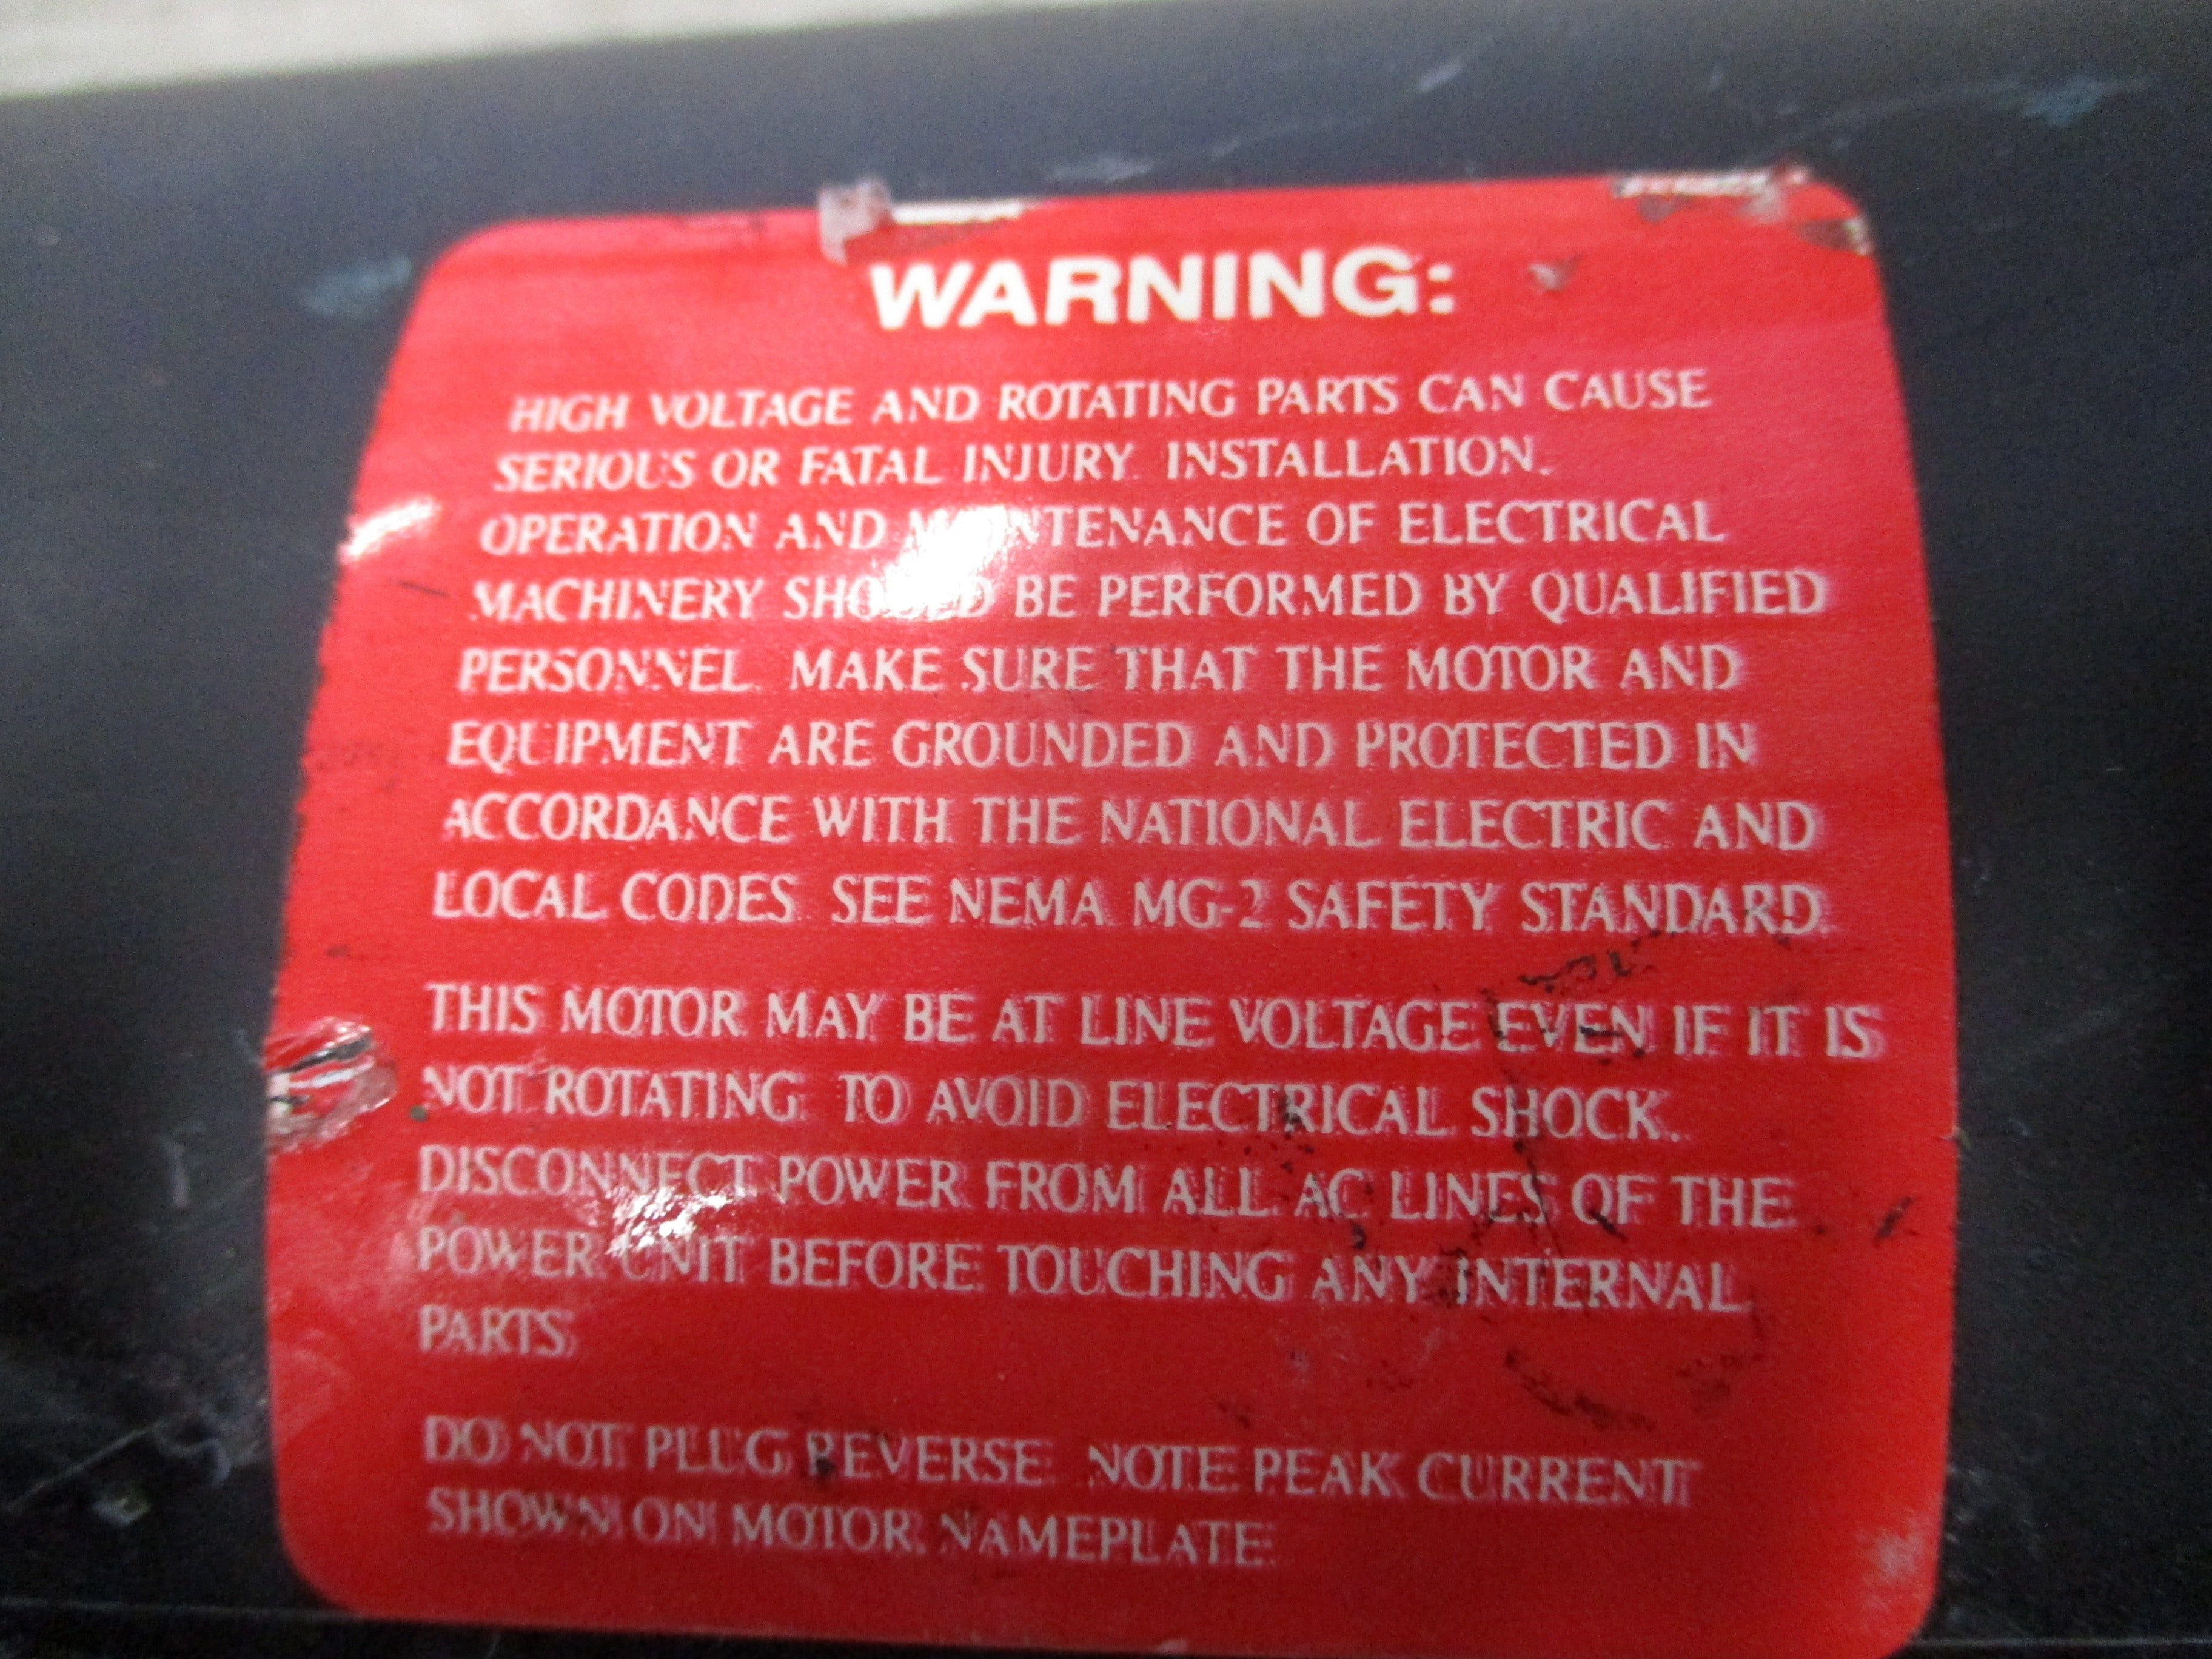 WARNING:
HIGH VOLTAGE AND ROTATING PARTS CAN CAUSE
SERIOUS OR FATAL INJURY. INSTALLATION,
OPERATION AND MAINTENANCE OF ELECTRICAL
MACHINERY SHOULD BE PERFORMED BY QUALIFIED
PERSONNEL. MAKE SURE THAT THE MOTOR AND
EQUIPMENT ARE GROUNDED AND PROTECTED IN
ACCORDANCE WITH THE NATIONAL ELECTRIC AND
LOCAL CODES. SEE NEMA MG-2 SAFETY STANDARD.
THIS MOTOR MAY BE AT LINE VOLTAGE EVEN IF IT IS
NOT ROTATING. TO AVOID ELECTRICAL SHOCK,
DISCONNECT POWER FROM ALL AC LINES OF THE
POWER UNIT BEFORE TOUCHING ANY INTERNAL
PARTS.
DO NOT PLUG REVERSE. NOTE PEAK CURRENT
SHOWN ON MOTOR NAMEPLATE.